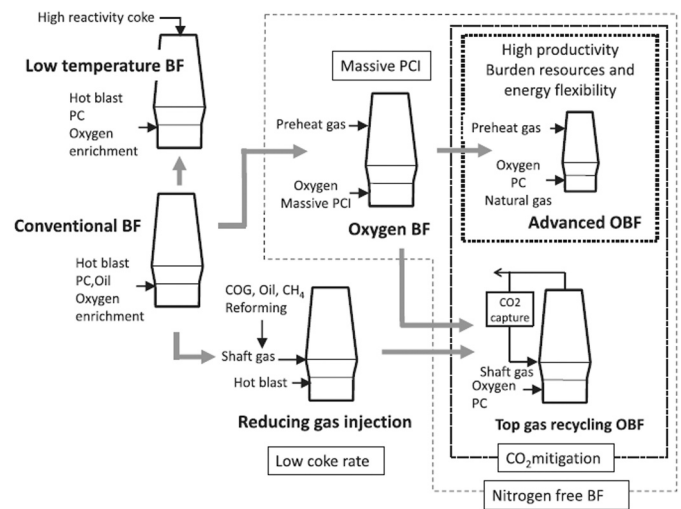 High reactivity coke
Low temperature BF
Hot blast
PC
Oxygen
enrichment
Conventional BF
Hot blast
PC,Oil
Oxygen
enrichment
Massive PCI
Preheat gas
Oxygen
Massive PCI
Oxygen BF
High productivity
Burden resources and
energy flexibility
Preheat gas
Oxygen
PC
Natural gas
Advanced OBF
COG, Oil, CH₄
Reforming
Shaft gas
Hot blast
Reducing gas injection
Low coke rate
CO2
capture
Shaft gas
Oxygen
PC
Top gas recycling OBF
CO₂mitigation
Nitrogen free BF